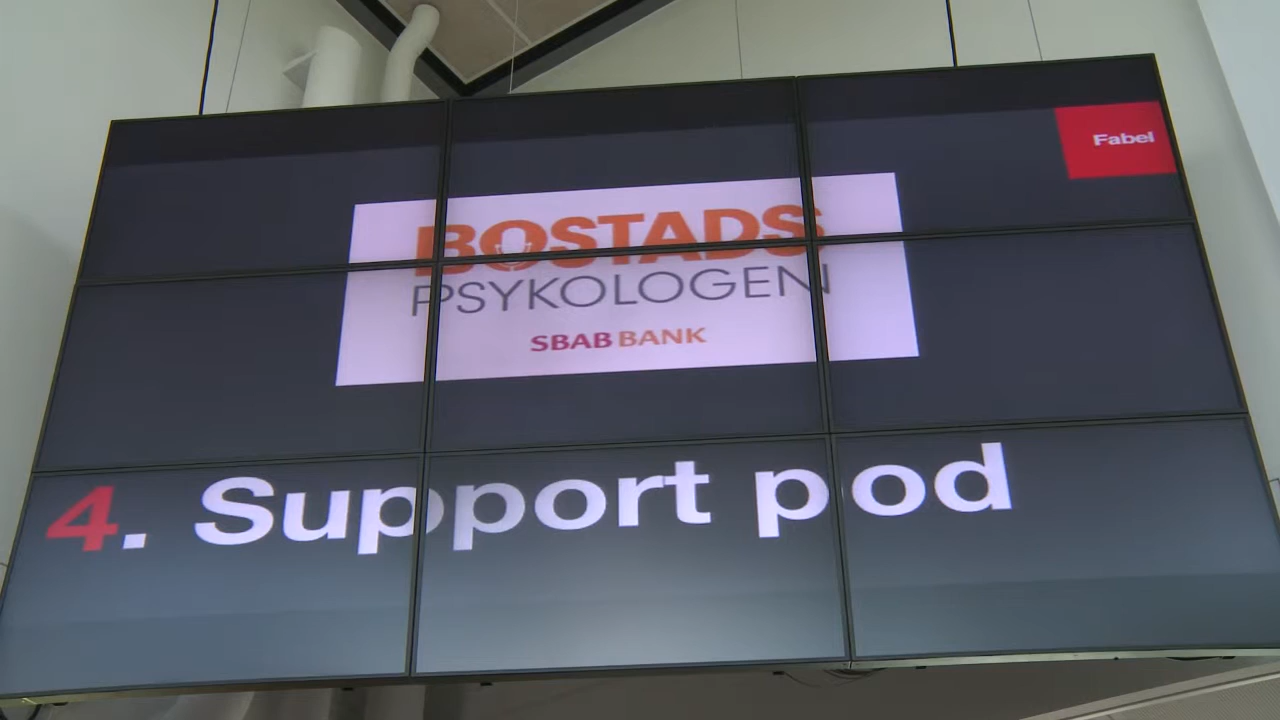 Fabel
BOSTADS
PSYKOLOGEN
SBAB BANK
4. Support pod